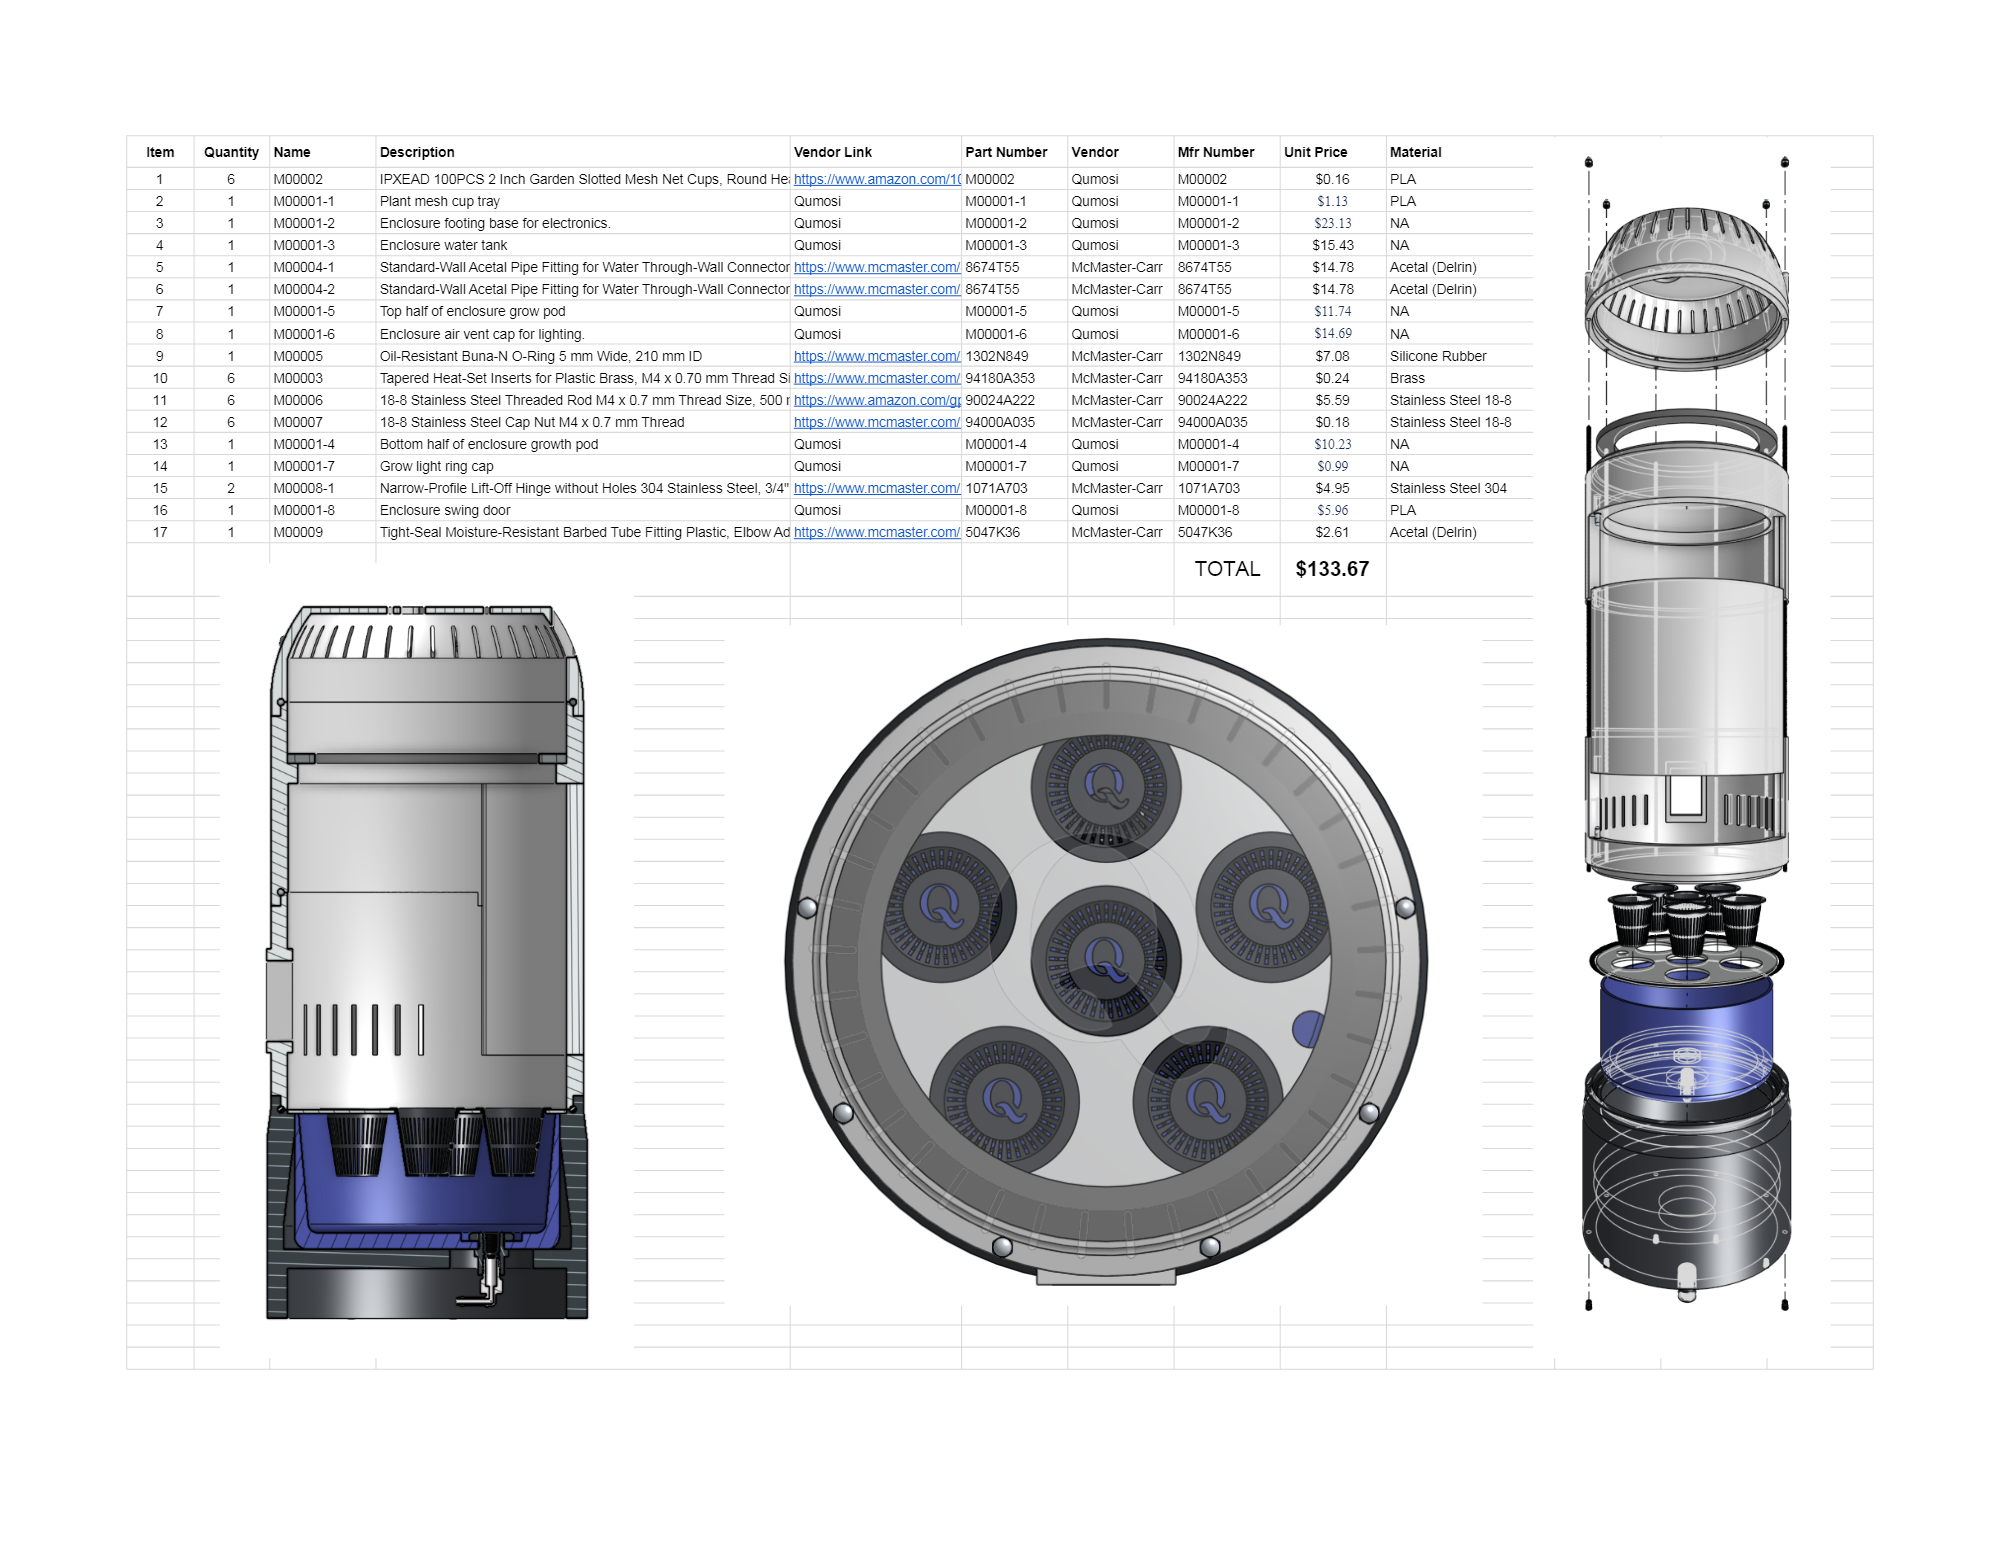 Item Quantity Name Description Vendor Link Part Number Vendor Mfr Number Unit Price Material
1 6 M00002 IPXEAD 100PCS 2 Inch Garden Slotted Mesh Net Cups, Round He https://www.amazon.com/10 M00002 Qumosi M00002 $0.16 PLA
2 1 M00001-1 Plant mesh cup tray Qumosi M00001-1 Qumosi M00001-1 $1.13 PLA
3 1 M00001-2 Enclosure footing base for electronics. Qumosi M00001-2 Qumosi M00001-2 $23.13 NA
4 1 M00001-3 Enclosure water tank Qumosi M00001-3 Qumosi M00001-3 $15.43 NA
5 1 M00004-1 Standard-Wall Acetal Pipe Fitting for Water Through-Wall Connector https://www.mcmaster.com/ 8674T55 McMaster-Carr 8674T55 $14.78 Acetal (Delrin)
6 1 M00004-2 Standard-Wall Acetal Pipe Fitting for Water Through-Wall Connector https://www.mcmaster.com/ 8674T55 McMaster-Carr 8674T55 $14.78 Acetal (Delrin)
7 1 M00001-5 Top half of enclosure grow pod Qumosi M00001-5 Qumosi M00001-5 $11.74 NA
8 1 M00001-6 Enclosure air vent cap for lighting. Qumosi M00001-6 Qumosi M00001-6 $14.69 NA
9 1 M00005 Oil-Resistant Buna-N O-Ring 5 mm Wide, 210 mm ID https://www.mcmaster.com/ 1302N849 McMaster-Carr 1302N849 $7.08 Silicone Rubber
10 6 M00003 Tapered Heat-Set Inserts for Plastic Brass, M4 x 0.70 mm Thread Si https://www.mcmaster.com/ 94180A353 McMaster-Carr 94180A353 $0.24 Brass
11 6 M00006 18-8 Stainless Steel Threaded Rod M4 x 0.7 mm Thread Size, 500 https://www.amazon.com/gp 90024A222 McMaster-Carr 90024A222 $5.59 Stainless Steel 18-8
12 6 M00007 18-8 Stainless Steel Cap Nut M4 x 0.7 mm Thread https://www.mcmaster.com/ 94000A035 McMaster-Carr 94000A035 $0.18 Stainless Steel 18-8
13 1 M00001-4 Bottom half of enclosure growth pod Qumosi M00001-4 Qumosi M00001-4 $10.23 NA
14 1 M00001-7 Grow light ring cap Qumosi M00001-7 Qumosi M00001-7 $0.99 NA
15 2 M00008-1 Narrow-Profile Lift-Off Hinge without Holes 304 Stainless Steel, 3/4" https://www.mcmaster.com/ 1071A703 McMaster-Carr 1071A703 $4.95 Stainless Steel 304
16 1 M00001-8 Enclosure swing door Qumosi M00001-8 Qumosi M00001-8 $5.96 PLA
17 1 M00009 Tight-Seal Moisture-Resistant Barbed Tube Fitting Plastic, Elbow Ad https://www.mcmaster.com/ 5047K36 McMaster-Carr 5047K36 $2.61 Acetal (Delrin)
TOTAL $133.67
Q
Q
Q
Q
Q
Q